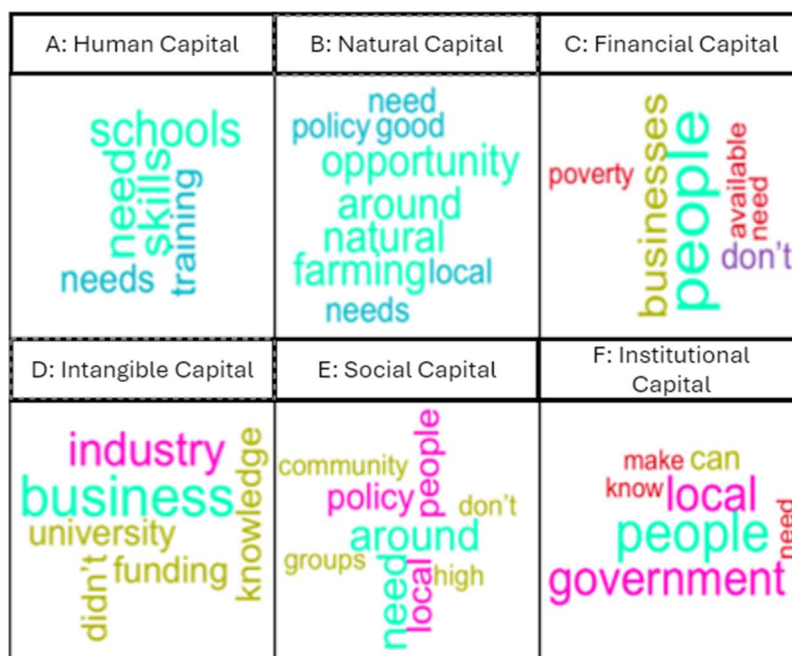 A: Human Capital
B: Natural Capital
C: Financial Capital
schools
need
skills
training
needs
need
policy good
opportunity
around
natural
farming local
needs
poverty
businesses
people
available
need
don't
D: Intangible Capital
E: Social Capital
F: Institutional
Capital
industry
business
knowledge
university
funding
didn't
people
community
policy
don't
around
groups
need
local
high
make can
know local
people
need
government